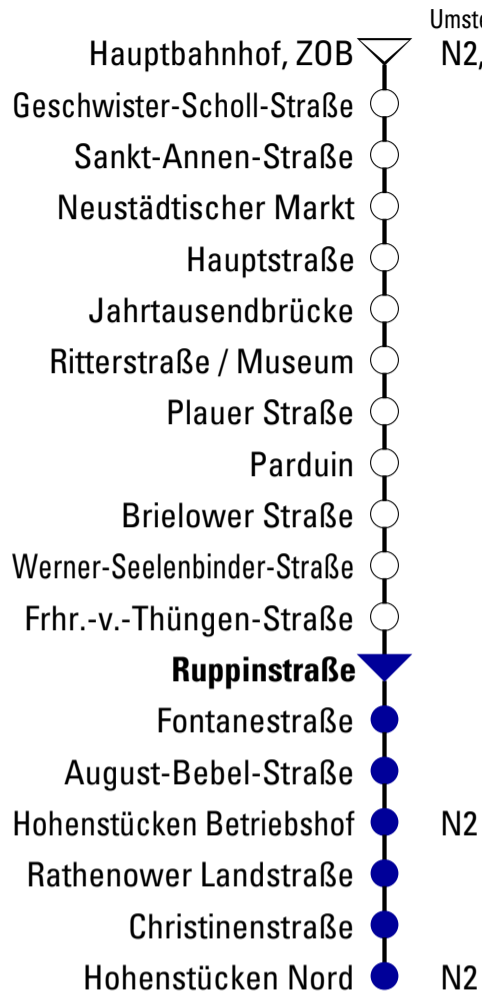 Umste
Hauptbahnhof, ZOB N2,
Geschwister-Scholl-Straße
Sankt-Annen-Straße
Neustädtischer Markt
Hauptstraße
Jahrtausendbrücke
Ritterstraße / Museum
Plauer Straße
Parduin
Brielower Straße
Werner-Seelenbinder-Straße
Frhr.-v.-Thüngen-Straße
Ruppinstraße
Fontanestraße
August-Bebel-Straße
Hohenstücken Betriebshof N2
Rathenower Landstraße
Christinenstraße
Hohenstücken Nord N2